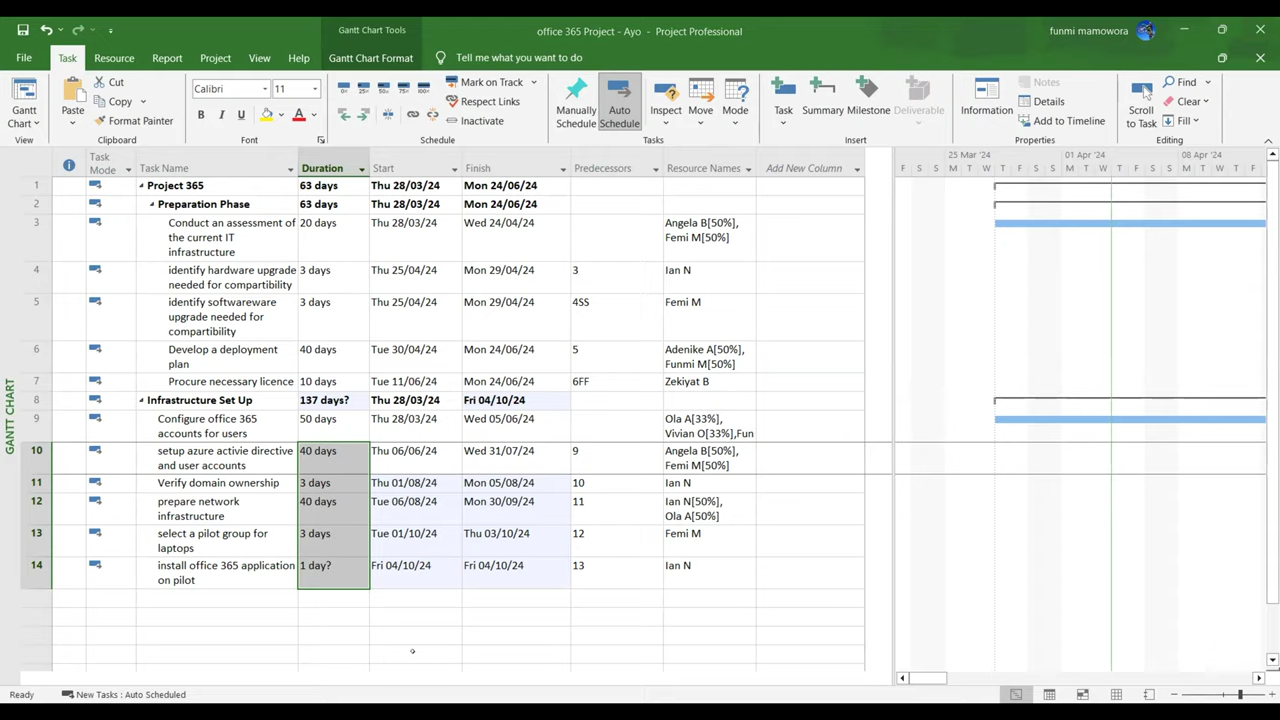 Gantt Chart Tools
office 365 Project - Ayo - Project Professional
funmi mamowora
File Task Resource Report Project View Help Gantt Chart Format Tell me what you want to do
Gantt Chart
View
Paste
Cut
Copy
Format Painter
Clipboard
Calibri 11
B I U A
Font
0% 25% 50% 75% 100%
Mark on Track
Respect Links
Inactivate
Schedule
Manually Schedule
Auto Schedule
Inspect
Move
Mode
Tasks
Task
Summary
Milestone
Deliverable
Insert
Information
Notes
Details
Add to Timeline
Properties
Scroll to Task
Find
Clear
Fill
Editing
Task Mode Task Name Duration Start Finish Predecessors Resource Names Add New Column
25 Mar '24 01 Apr '24 08 Apr '24
F S S M T W T F S S M T W T F S S M T W T F
1 Project 365 63 days Thu 28/03/24 Mon 24/06/24
2 Preparation Phase 63 days Thu 28/03/24 Mon 24/06/24
3 Conduct an assessment of 20 days Thu 28/03/24 Wed 24/04/24 Angela B[50%],
the current IT Femi M[50%]
infrastructure
4 identify hardware upgrade 3 days Thu 25/04/24 Mon 29/04/24 3 Ian N
needed for compartibility
5 identify softwareware 3 days Thu 25/04/24 Mon 29/04/24 4SS Femi M
upgrade needed for
compartibility
6 Develop a deployment 40 days Tue 30/04/24 Mon 24/06/24 5 Adenike A[50%],
plan Funmi M[50%]
7 Procure necessary licence 10 days Tue 11/06/24 Mon 24/06/24 6FF Zekiyat B
8 Infrastructure Set Up 137 days? Thu 28/03/24 Fri 04/10/24
9 Configure office 365 50 days Thu 28/03/24 Wed 05/06/24 Ola A[33%],
accounts for users Vivian O[33%],Fun
10 setup azure activie directive 40 days Thu 06/06/24 Wed 31/07/24 9 Angela B[50%],
and user accounts Femi M[50%]
11 Verify domain ownership 3 days Thu 01/08/24 Mon 05/08/24 10 Ian N
12 prepare network 40 days Tue 06/08/24 Mon 30/09/24 11 Ian N[50%],
infrastructure Ola A[50%]
13 select a pilot group for 3 days Tue 01/10/24 Thu 03/10/24 12 Femi M
laptops
14 install office 365 application 1 day? Fri 04/10/24 Fri 04/10/24 13 Ian N
on pilot
GANTT CHART
Ready New Tasks : Auto Scheduled